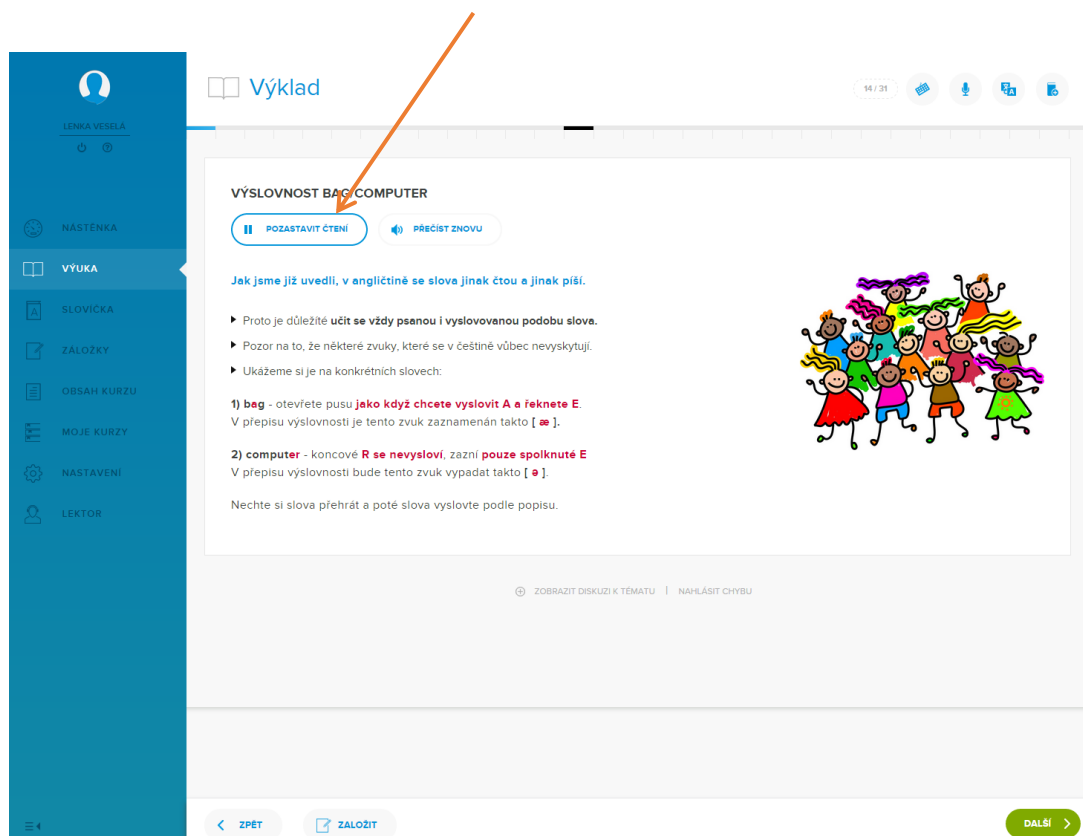 LENKA VESELÁ
NÁSTĚNKA
VÝUKA
SLOVÍČKA
ZÁLOŽKY
OBSAH KURZU
MOJE KURZY
NASTAVENÍ
LEKTOR
Výklad
14 / 31
VÝSLOVNOST BAG COMPUTER
POZASTAVIT ČTENÍ
PŘEČÍST ZNOVU
Jak jsme již uvedli, v angličtině se slova jinak čtou a jinak píší.
Proto je důležíté učit se vždy psanou i vyslovovanou podobu slova.
Pozor na to, že některé zvuky, které se v češtině vůbec nevyskytují.
Ukážeme si je na konkrétních slovech:
1) bag - otevřete pusu jako když chcete vyslovit A a řeknete E.
V přepisu výslovnosti je tento zvuk zaznamenán takto [ æ ].
2) computer - koncové R se nevysloví, zazní pouze spolknuté E
V přepisu výslovnosti bude tento zvuk vypadat takto [ ə ].
Nechte si slova přehrát a poté slova vyslovte podle popisu.
ZOBRAZIT DISKUZI K TÉMATU | NAHLÁSIT CHYBU
ZPĚT
ZALOŽIT
DALŠÍ